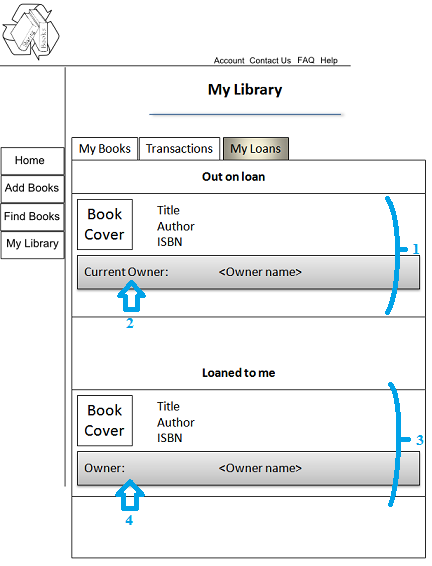 Account Contact Us FAQ Help
My Library
Home
Add Books
Find Books
My Library
My Books Transactions My Loans
Out on loan
Book
Cover
Title
Author
ISBN
1
Current Owner: <Owner name>
2
Loaned to me
Book
Cover
Title
Author
ISBN
3
Owner: <Owner name>
4